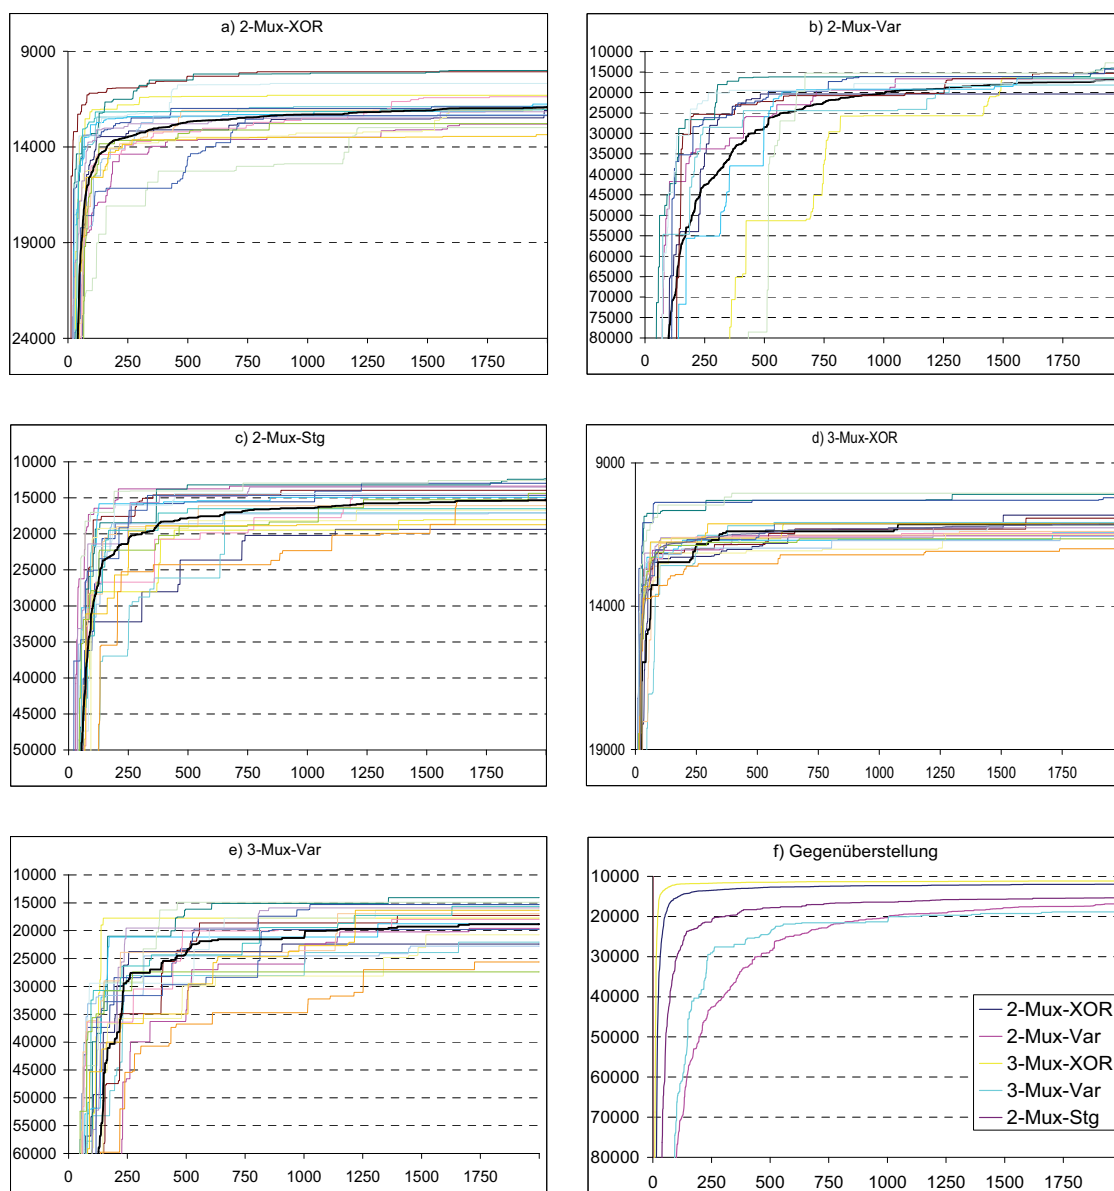 a) 2-Mux-XOR
9000
14000
19000
24000
0 250 500 750 1000 1250 1500 1750
b) 2-Mux-Var
10000
15000
20000
25000
30000
35000
40000
45000
50000
55000
60000
65000
70000
75000
80000
0 250 500 750 1000 1250 1500 1750
c) 2-Mux-Stg
10000
15000
20000
25000
30000
35000
40000
45000
50000
0 250 500 750 1000 1250 1500 1750
d) 3-Mux-XOR
9000
14000
19000
0 250 500 750 1000 1250 1500 1750
e) 3-Mux-Var
10000
15000
20000
25000
30000
35000
40000
45000
50000
55000
60000
0 250 500 750 1000 1250 1500 1750
f) Gegenüberstellung
10000
20000
30000
40000
50000
60000
70000
80000
0 250 500 750 1000 1250 1500 1750
2-Mux-XOR
2-Mux-Var
3-Mux-XOR
3-Mux-Var
2-Mux-Stg